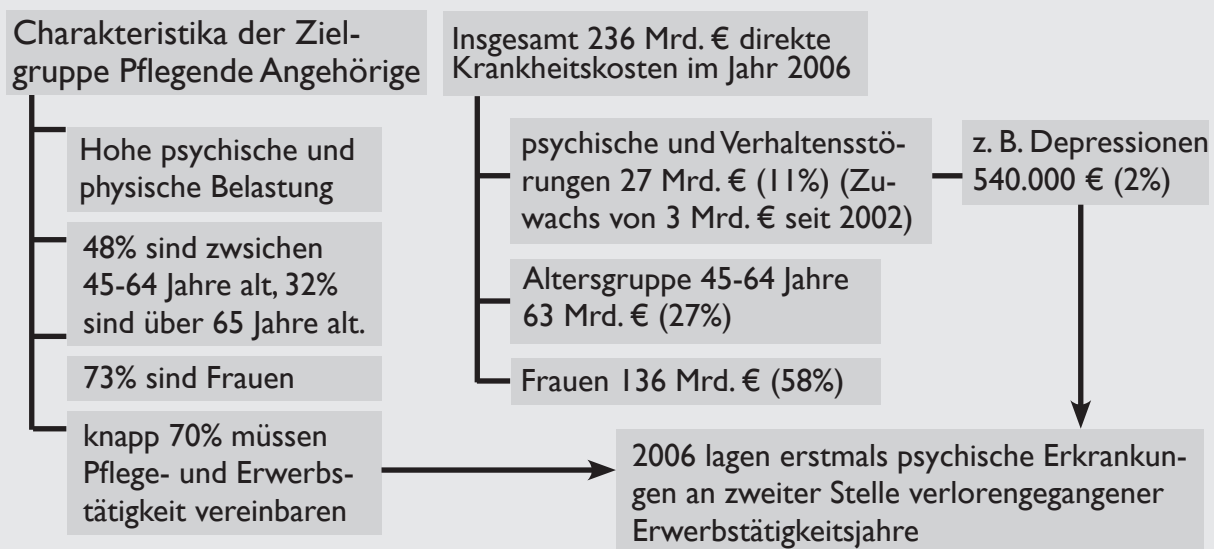 Charakteristika der Ziel-
gruppe Pflegende Angehörige
Hohe psychische und
physische Belastung
48% sind zwsichen
45-64 Jahre alt, 32%
sind über 65 Jahre alt.
73% sind Frauen
knapp 70% müssen
Pflege- und Erwerbs-
tätigkeit vereinbaren
Insgesamt 236 Mrd. € direkte
Krankheitskosten im Jahr 2006
psychische und Verhaltensstö-
rungen 27 Mrd. € (11%) (Zu-
wachs von 3 Mrd. € seit 2002)
z. B. Depressionen
540.000 € (2%)
Altersgruppe 45-64 Jahre
63 Mrd. € (27%)
Frauen 136 Mrd. € (58%)
2006 lagen erstmals psychische Erkrankun-
gen an zweiter Stelle verlorengegangener
Erwerbstätigkeitsjahre